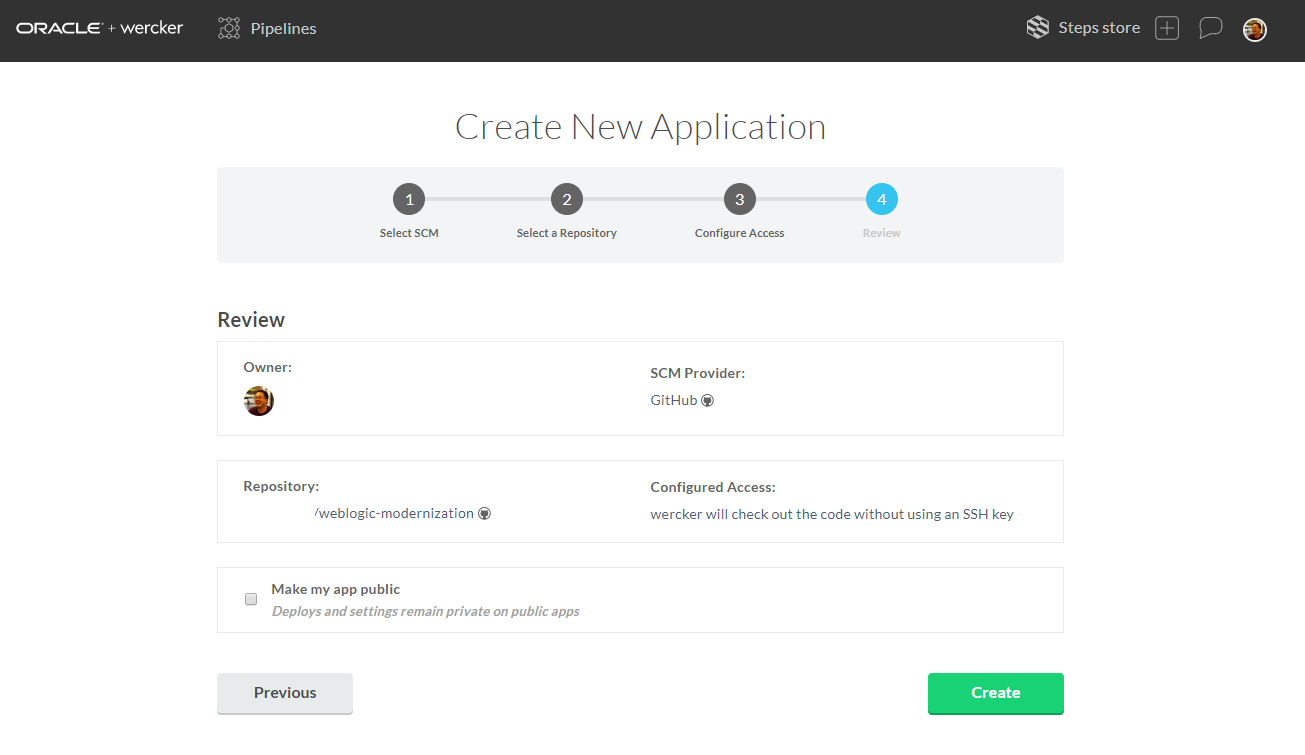 ORACLE + wercker
Pipelines
Steps store
Create New Application
1
2
3
4
Select SCM
Select a Repository
Configure Access
Review
Review
Owner:
SCM Provider:
GitHub
Repository:
/weblogic-modernization
Configured Access:
wercker will check out the code without using an SSH key
Make my app public
Deploys and settings remain private on public apps
Previous
Create